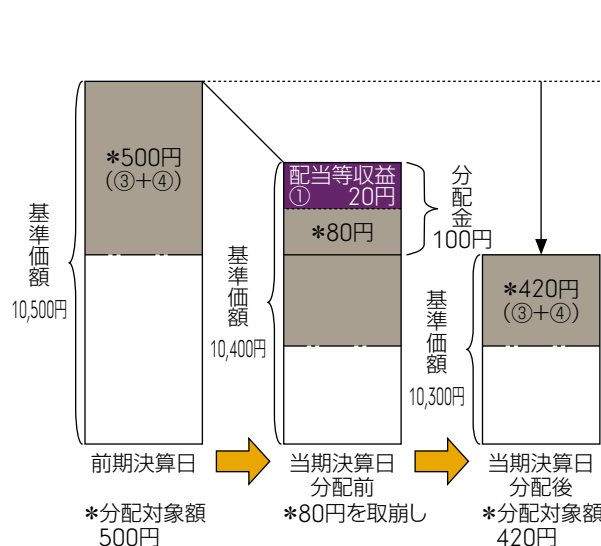 *500円
(③+④)
基準価額
10,500円
前期決算日
*分配対象額
500円
配当等収益
① 20円
*80円
分配金
100円
基準価額
10,400円
当期決算日
分配前
*80円を取崩し
*420円
(③+④)
基準価額
10,300円
当期決算日
分配後
*分配対象額
420円